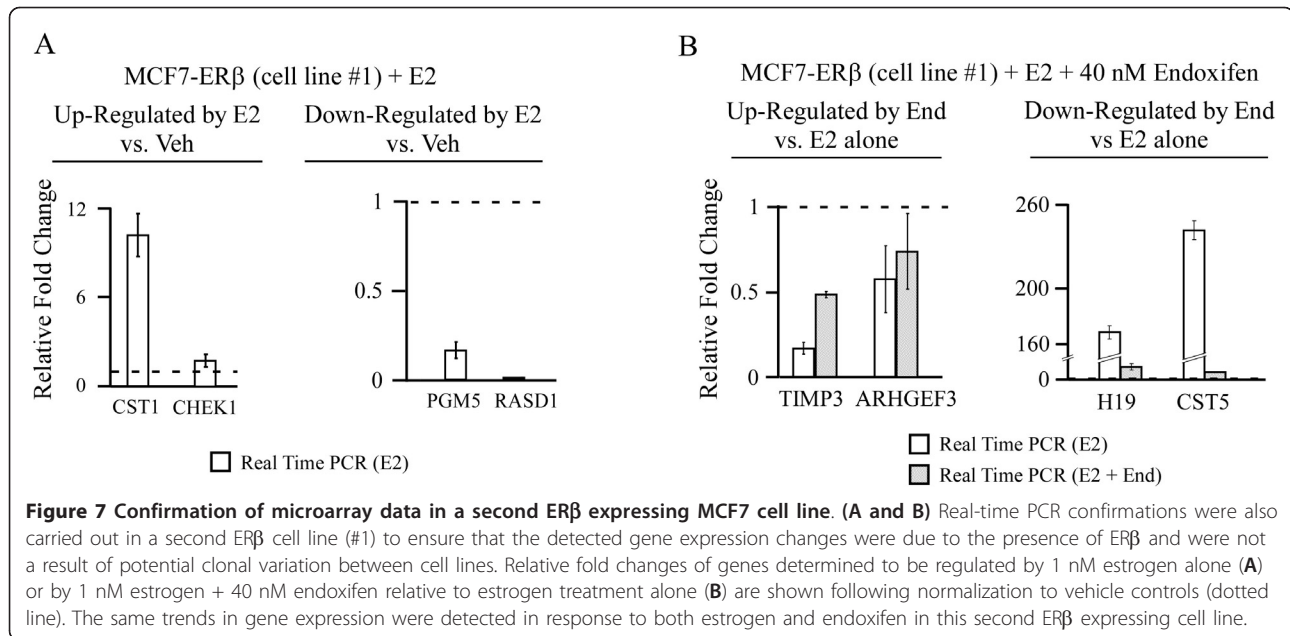 A
MCF7-ERβ (cell line #1) + E2
Up-Regulated by E2
vs. Veh
Down-Regulated by E2
vs. Veh
Relative Fold Change
12
6
0
CST1 CHEK1
1
0.5
0
PGM5 RASD1
Real Time PCR (E2)
B
MCF7-ERβ (cell line #1) + E2 + 40 nM Endoxifen
Up-Regulated by End
vs. E2 alone
Down-Regulated by End
vs E2 alone
Relative Fold Change
1
0.5
0
TIMP3 ARHGEF3
260
200
160
0
H19 CST5
Real Time PCR (E2)
Real Time PCR (E2 + End)
Figure 7 Confirmation of microarray data in a second ERβ expressing MCF7 cell line. (A and B) Real-time PCR confirmations were also
carried out in a second ERβ cell line (#1) to ensure that the detected gene expression changes were due to the presence of ERβ and were not
a result of potential clonal variation between cell lines. Relative fold changes of genes determined to be regulated by 1 nM estrogen alone (A)
or by 1 nM estrogen + 40 nM endoxifen relative to estrogen treatment alone (B) are shown following normalization to vehicle controls (dotted
line). The same trends in gene expression were detected in response to both estrogen and endoxifen in this second ERβ expressing cell line.